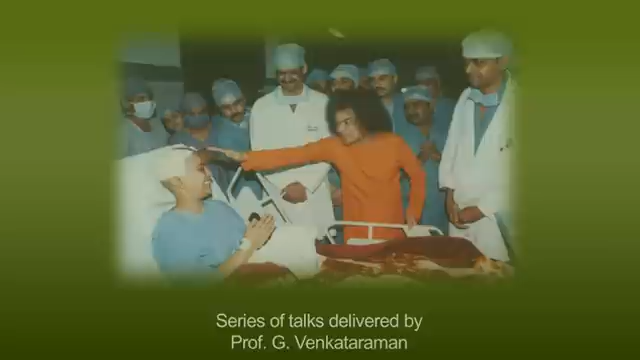 Series of talks delivered by
Prof. G. Venkataraman